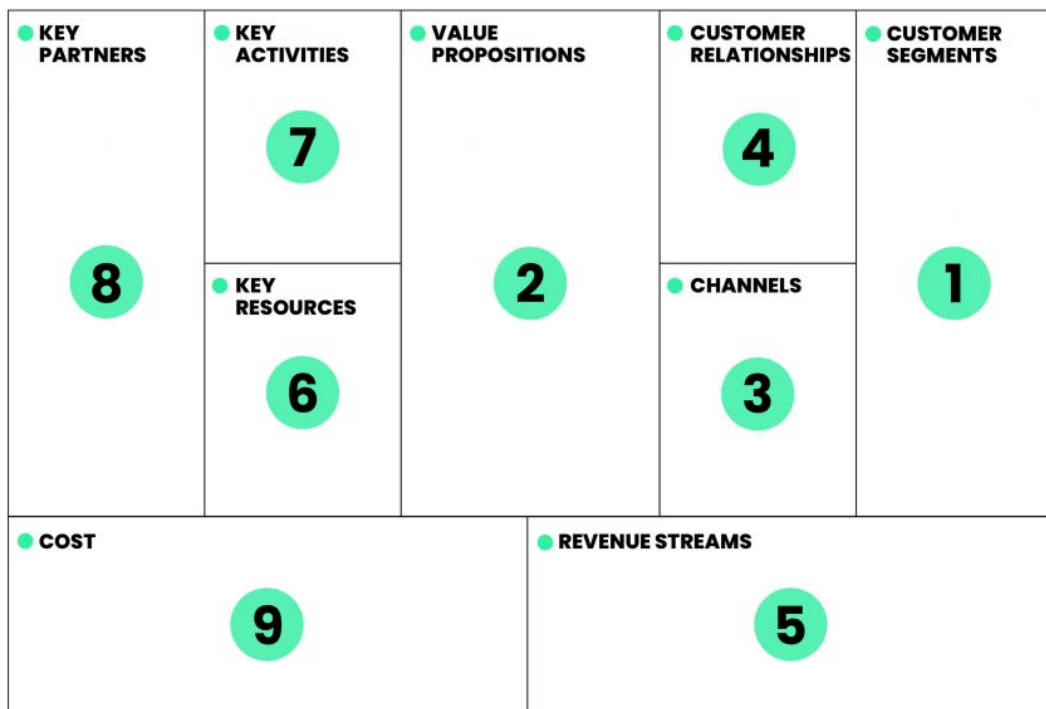 KEY
PARTNERS
8
KEY
ACTIVITIES
7
KEY
RESOURCES
6
VALUE
PROPOSITIONS
2
CUSTOMER
RELATIONSHIPS
4
CHANNELS
3
CUSTOMER
SEGMENTS
1
COST
9
REVENUE STREAMS
5